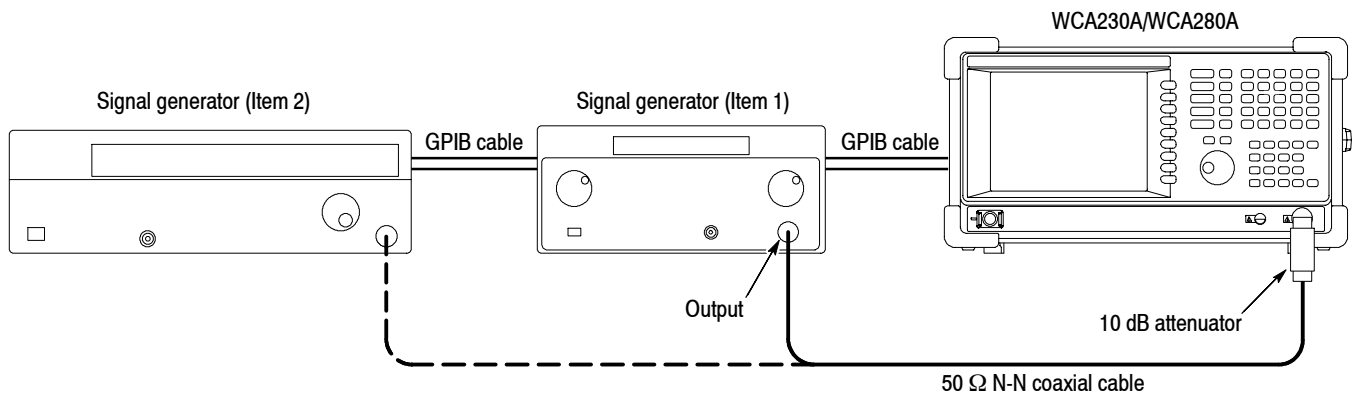 WCA230A/WCA280A
Signal generator (Item 2)
Signal generator (Item 1)
GPIB cable
GPIB cable
Output
10 dB attenuator
50 Ω N-N coaxial cable